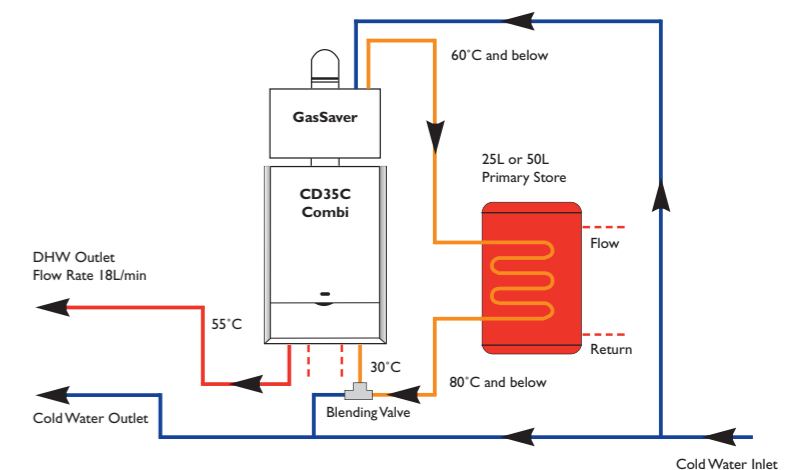 60˚C and below
GasSaver
25L or 50L
Primary Store
CD35C
Combi
Flow
DHW Outlet
Flow Rate 18L/min
55˚C
Return
30˚C
80˚C and below
Blending Valve
Cold Water Outlet
Cold Water Inlet